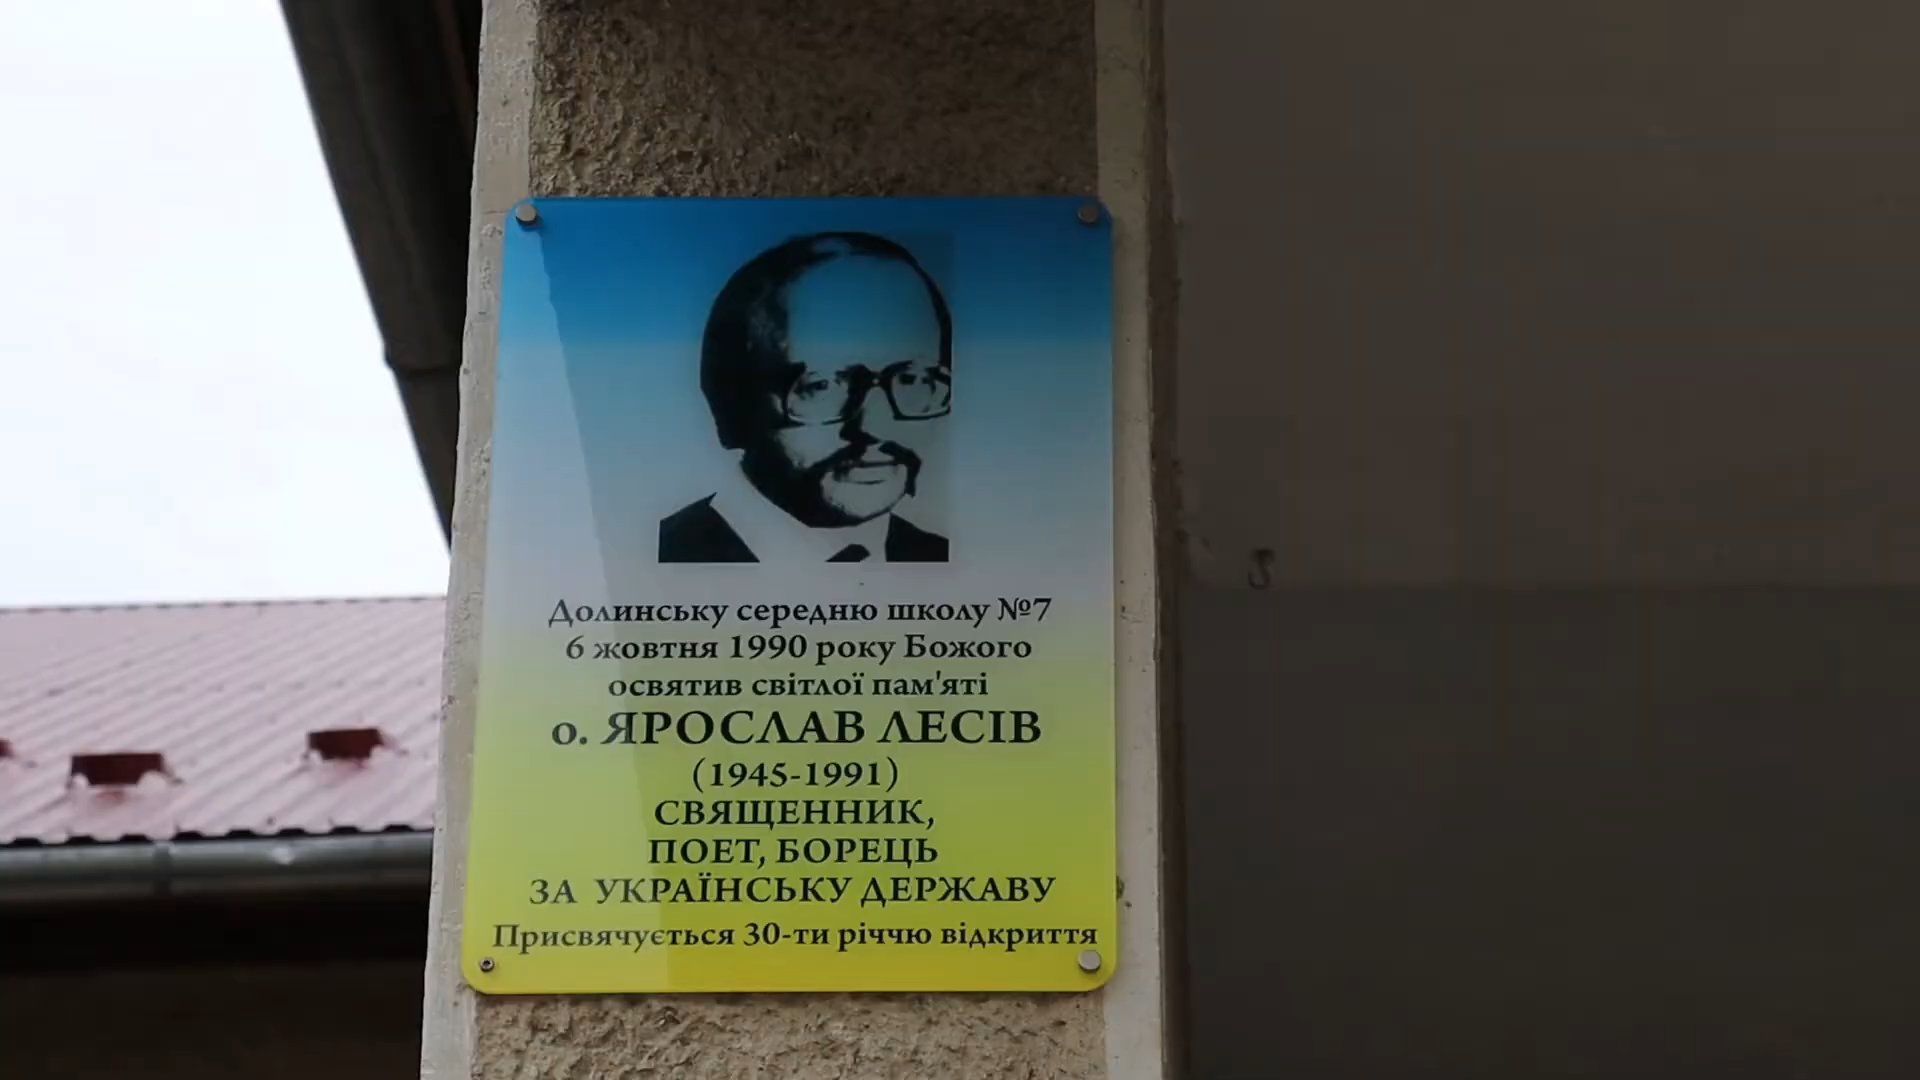 Долинську середню школу №7
6 жовтня 1990 року Божого
освятив світлої пам'яті
о. ЯРОСЛАВ ЛЕСІВ
(1945-1991)
СВЯЩЕННИК,
ПОЕТ, БОРЕЦЬ
ЗА УКРАЇНСЬКУ ДЕРЖАВУ
Присвячується 30-ти річчю відкриття